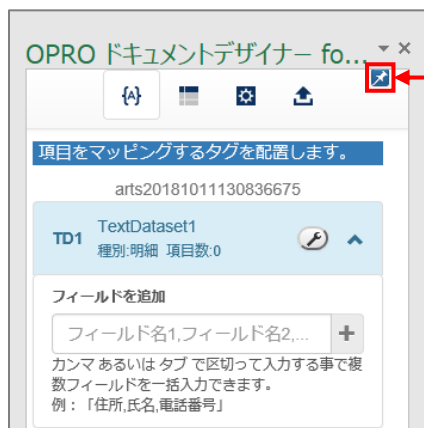 OPRO ドキュメントデザイナー fo...
{A}
項目をマッピングするタグを配置します。
arts20181011130836675
TD1 TextDataset1
種別:明細 項目数:0
フィールドを追加
フィールド名1,フィールド名2,...
カンマ あるいは タブ で区切って入力する事で複
数フィールドを一括入力できます。
例：「住所,氏名,電話番号」